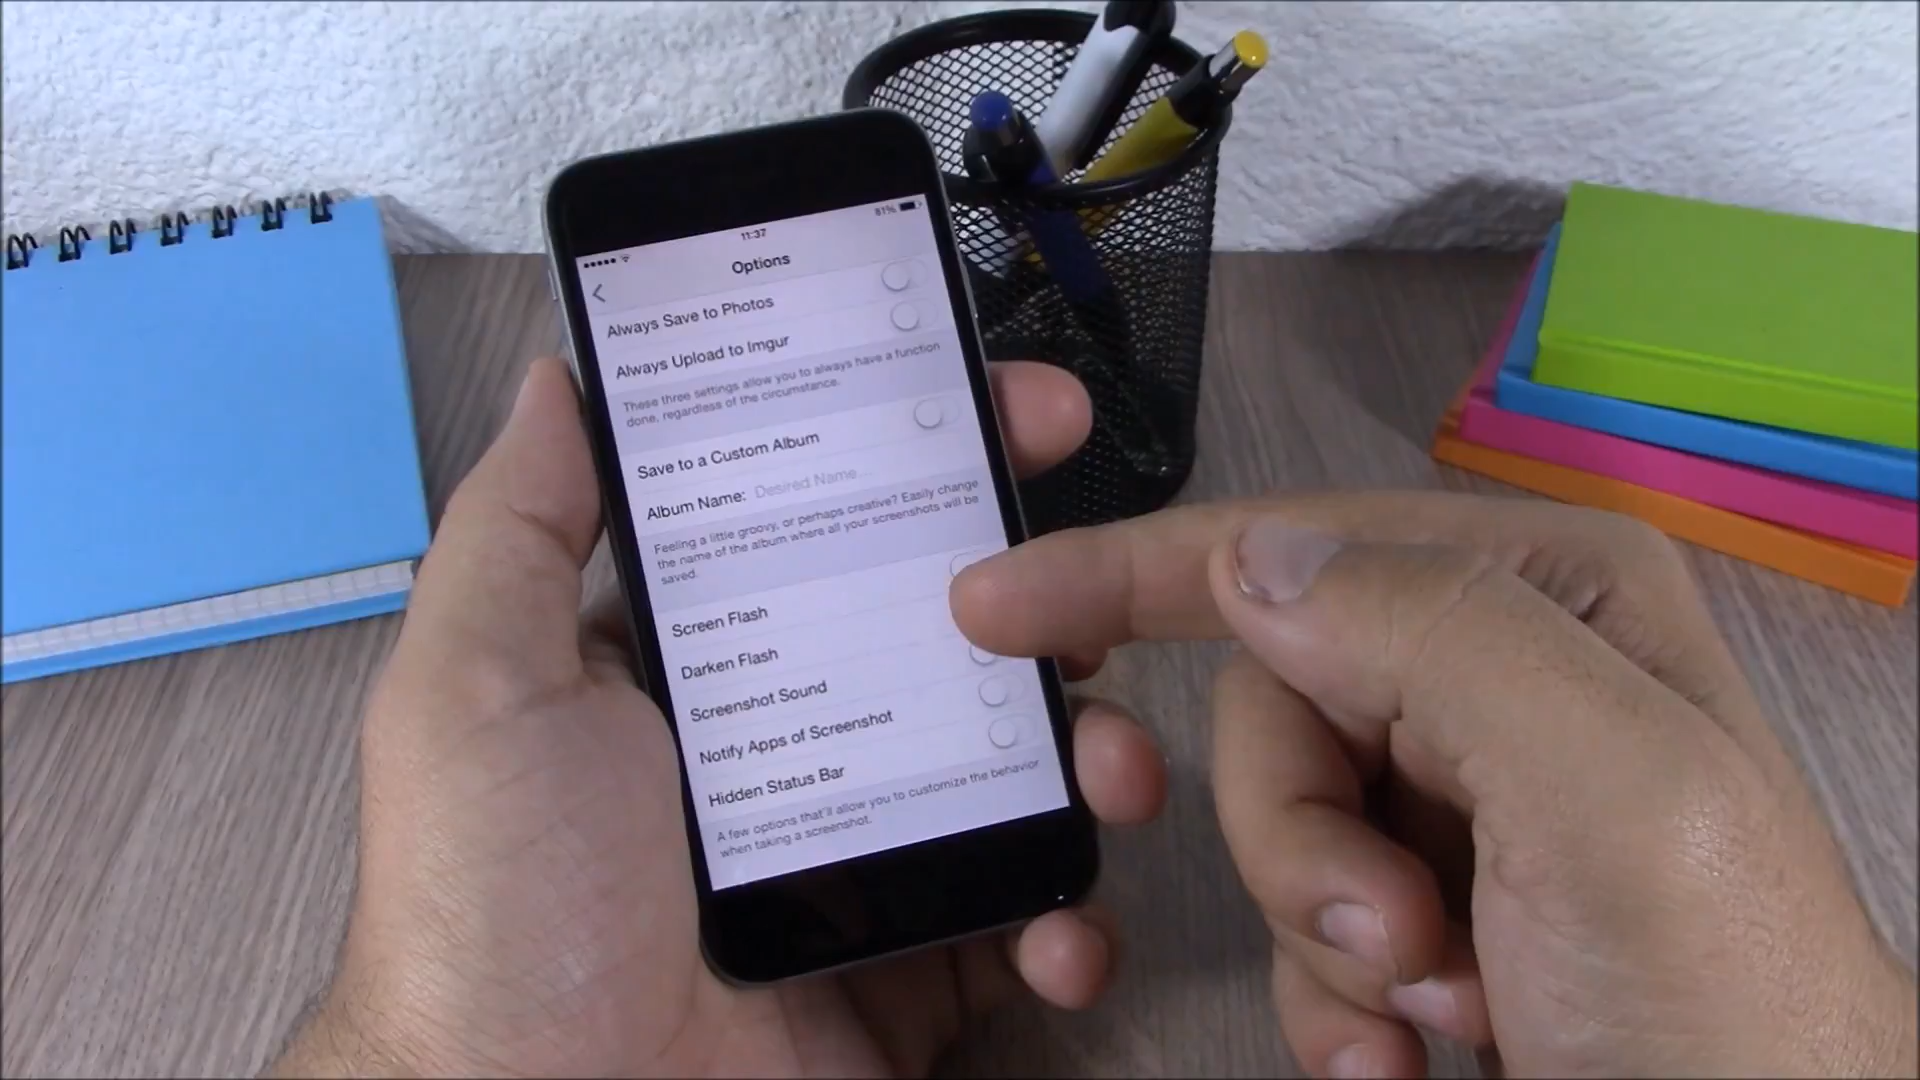 81%
11:37
Options
Always Save to Photos
Always Upload to Imgur
These three settings allow you to always have a function
done, regardless of the circumstance.
Save to a Custom Album
Album Name: Desired Name...
Feeling a little groovy, or perhaps creative? Easily change
the name of the album where all your screenshots will be
saved.
Screen Flash
Darken Flash
Screenshot Sound
Notify Apps of Screenshot
Hidden Status Bar
A few options that'll allow you to customize the behavior
when taking a screenshot.